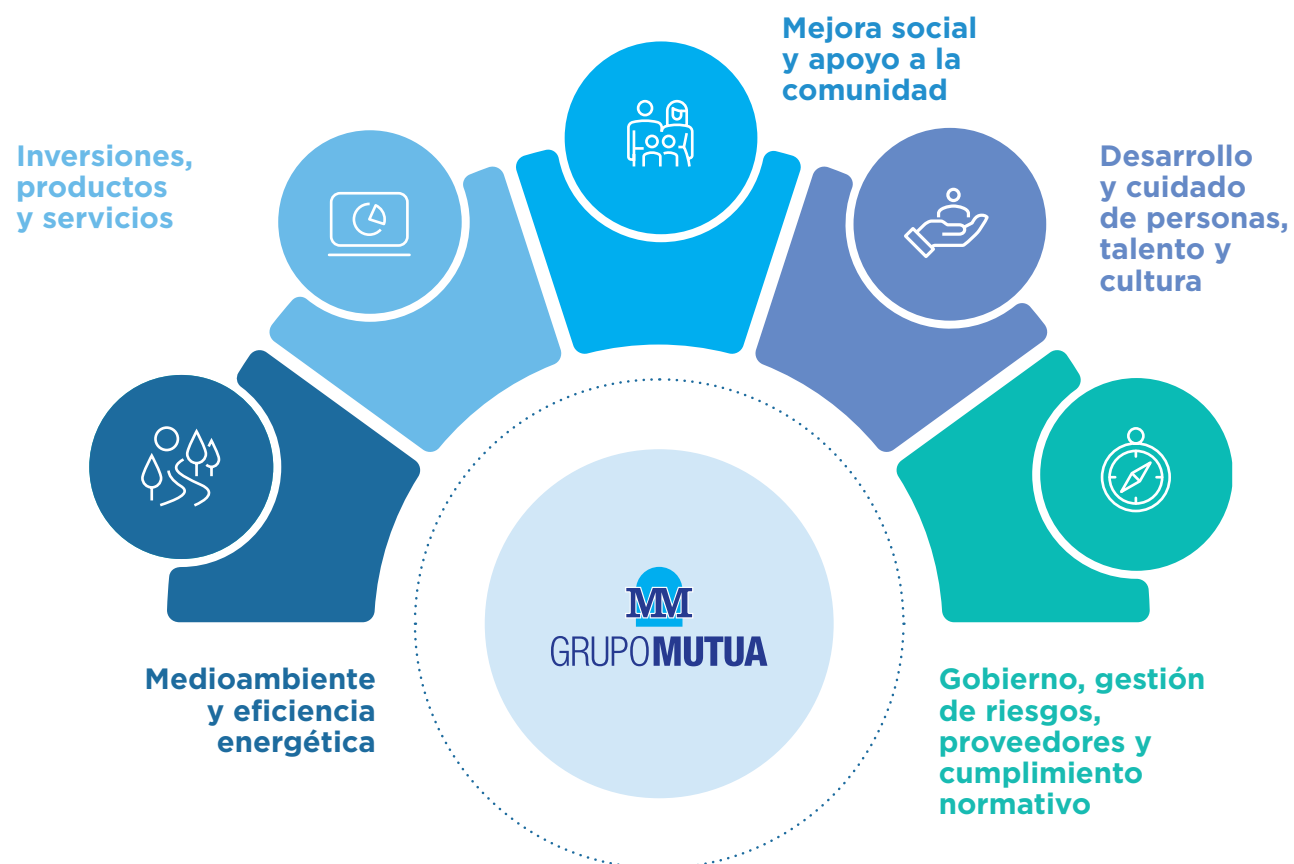 Mejora social
y apoyo a la
comunidad
Inversiones,
productos
y servicios
Desarrollo
y cuidado
de personas,
talento y
cultura
MM
GRUPOMUTUA
Medioambiente
y eficiencia
energética
Gobierno, gestión
de riesgos,
proveedores y
cumplimiento
normativo